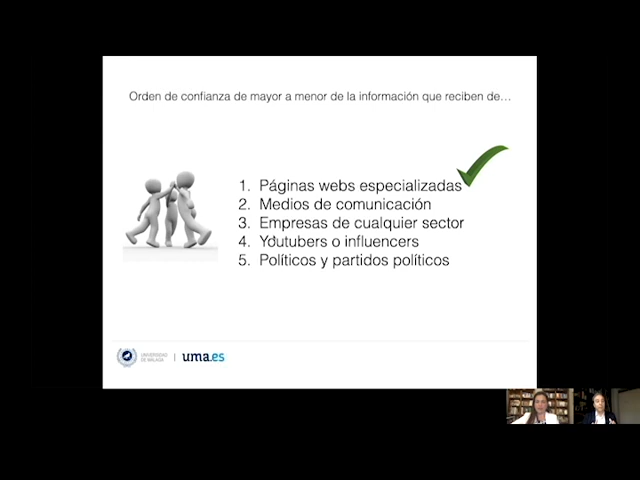 Orden de confianza de mayor a menor de la información que reciben de…
1. Páginas webs especializadas
2. Medios de comunicación
3. Empresas de cualquier sector
4. Youtubers o influencers
5. Políticos y partidos políticos
UNIVERSIDAD
DE MÁLAGA
uma.es